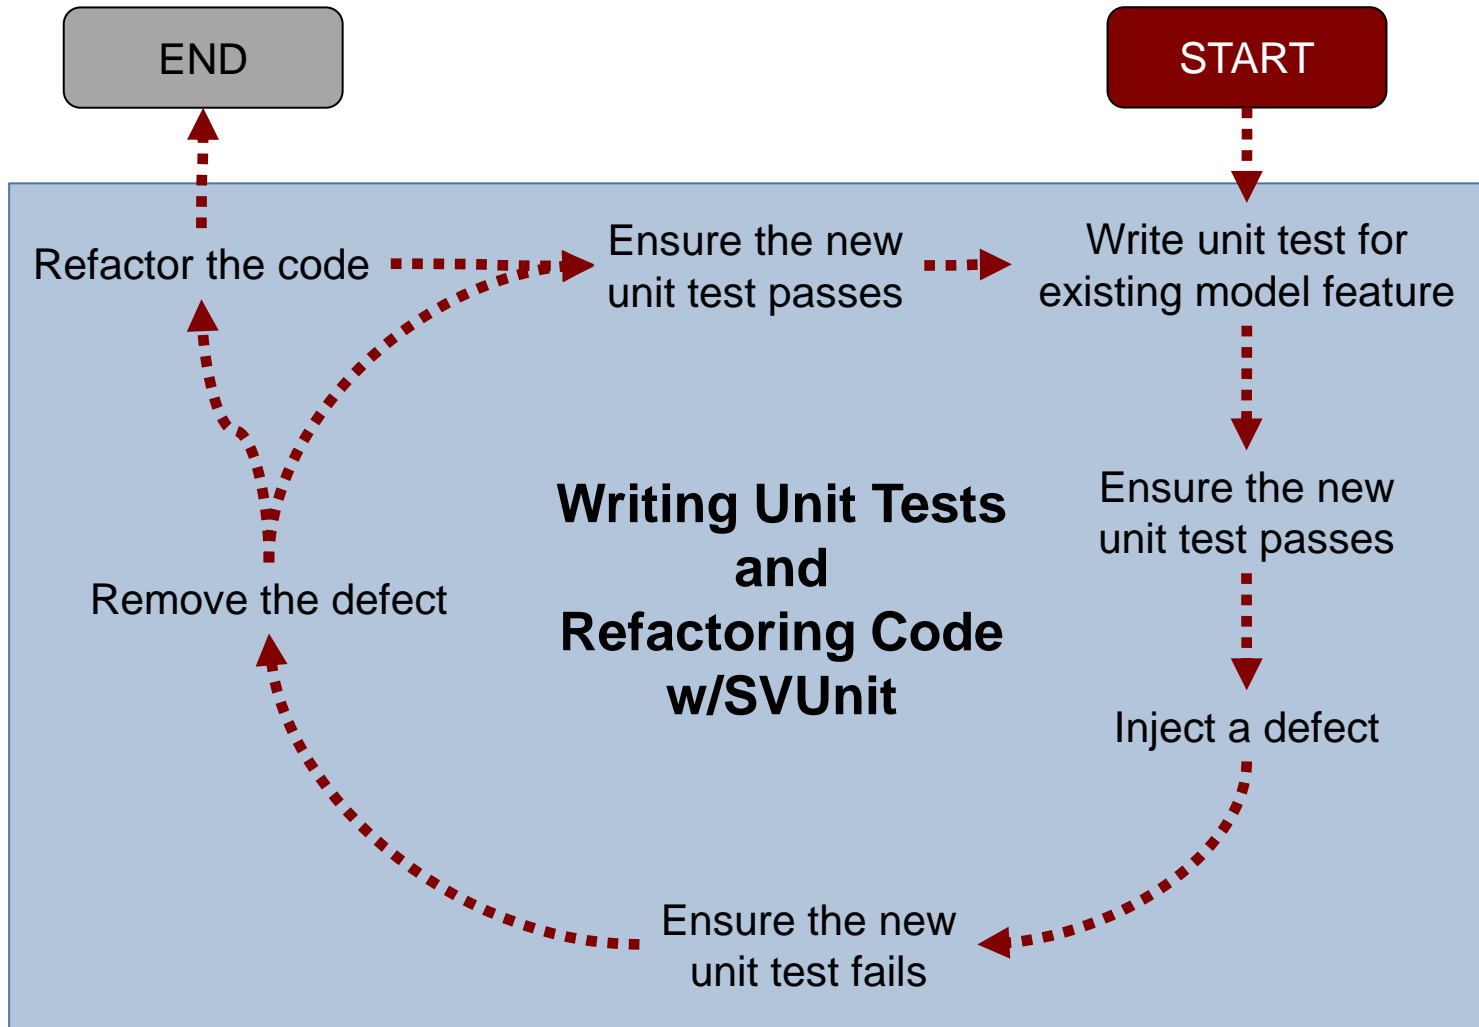 END
START
Refactor the code
Ensure the new
unit test passes
Write unit test for
existing model feature
Ensure the new
unit test passes
Writing Unit Tests
and
Refactoring Code
w/SVUnit
Remove the defect
Inject a defect
Ensure the new
unit test fails